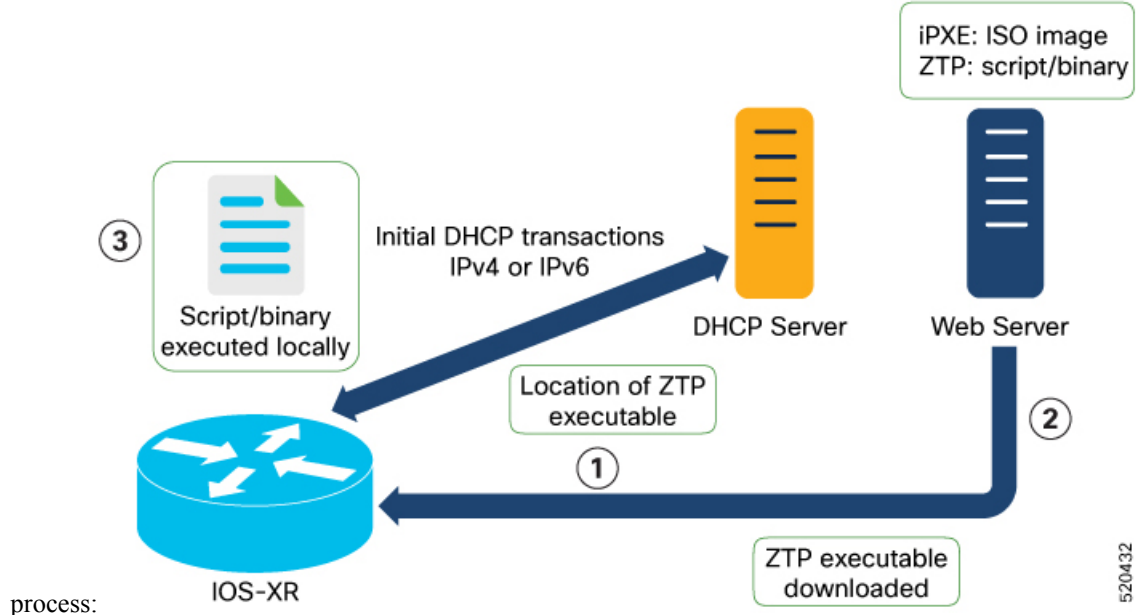 iPXE: ISO image
ZTP: script/binary
3
Script/binary
executed locally
Initial DHCP transactions
IPv4 or IPv6
DHCP Server
Web Server
Location of ZTP
executable
1
2
IOS-XR
ZTP executable
downloaded
520432
process: